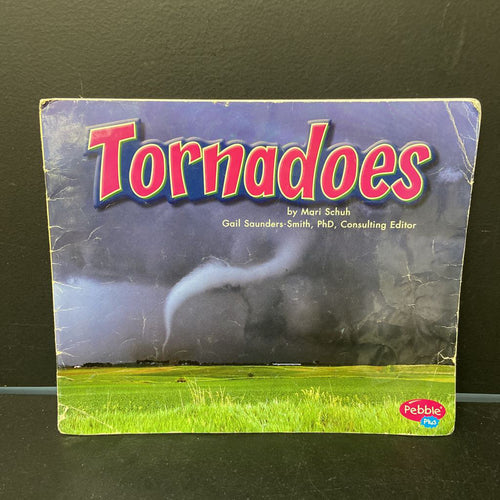 Tornadoes
by Mari Schuh
Gail Saunders-Smith, PhD, Consulting Editor
Pebble
Plus